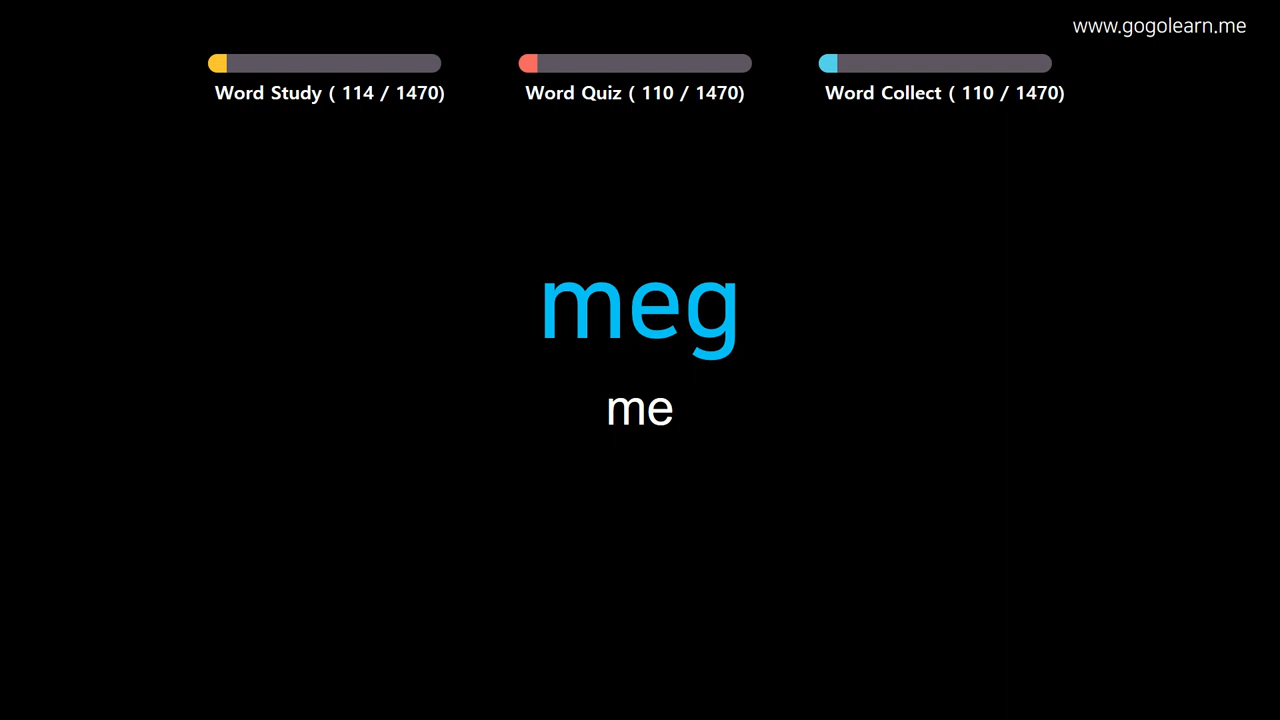 www.gogolearn.me
Word Study ( 114 / 1470)
Word Quiz ( 110 / 1470)
Word Collect ( 110 / 1470)
meg
me